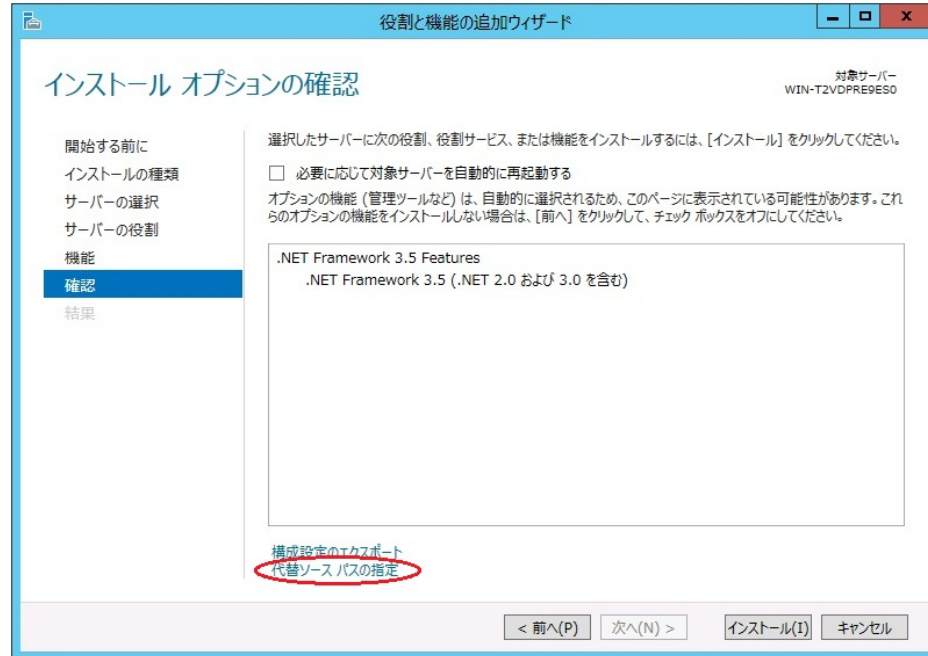 役割と機能の追加ウィザード
インストール オプションの確認
対象サーバー
WIN-T2VDPRE9ES0
開始する前に
インストールの種類
サーバーの選択
サーバーの役割
機能
確認
結果
選択したサーバーに次の役割、役割サービス、または機能をインストールするには、[インストール] をクリックしてください。
必要に応じて対象サーバーを自動的に再起動する
オプションの機能 (管理ツールなど) は、自動的に選択されるため、このページに表示されている可能性があります。これ
らのオプションの機能をインストールしない場合は、[前へ] をクリックして、チェック ボックスをオフにしてください。
.NET Framework 3.5 Features
.NET Framework 3.5 (.NET 2.0 および 3.0 を含む)
構成設定のエクスポート
代替ソース パスの指定
< 前へ(P)
次へ(N) >
インストール(I)
キャンセル